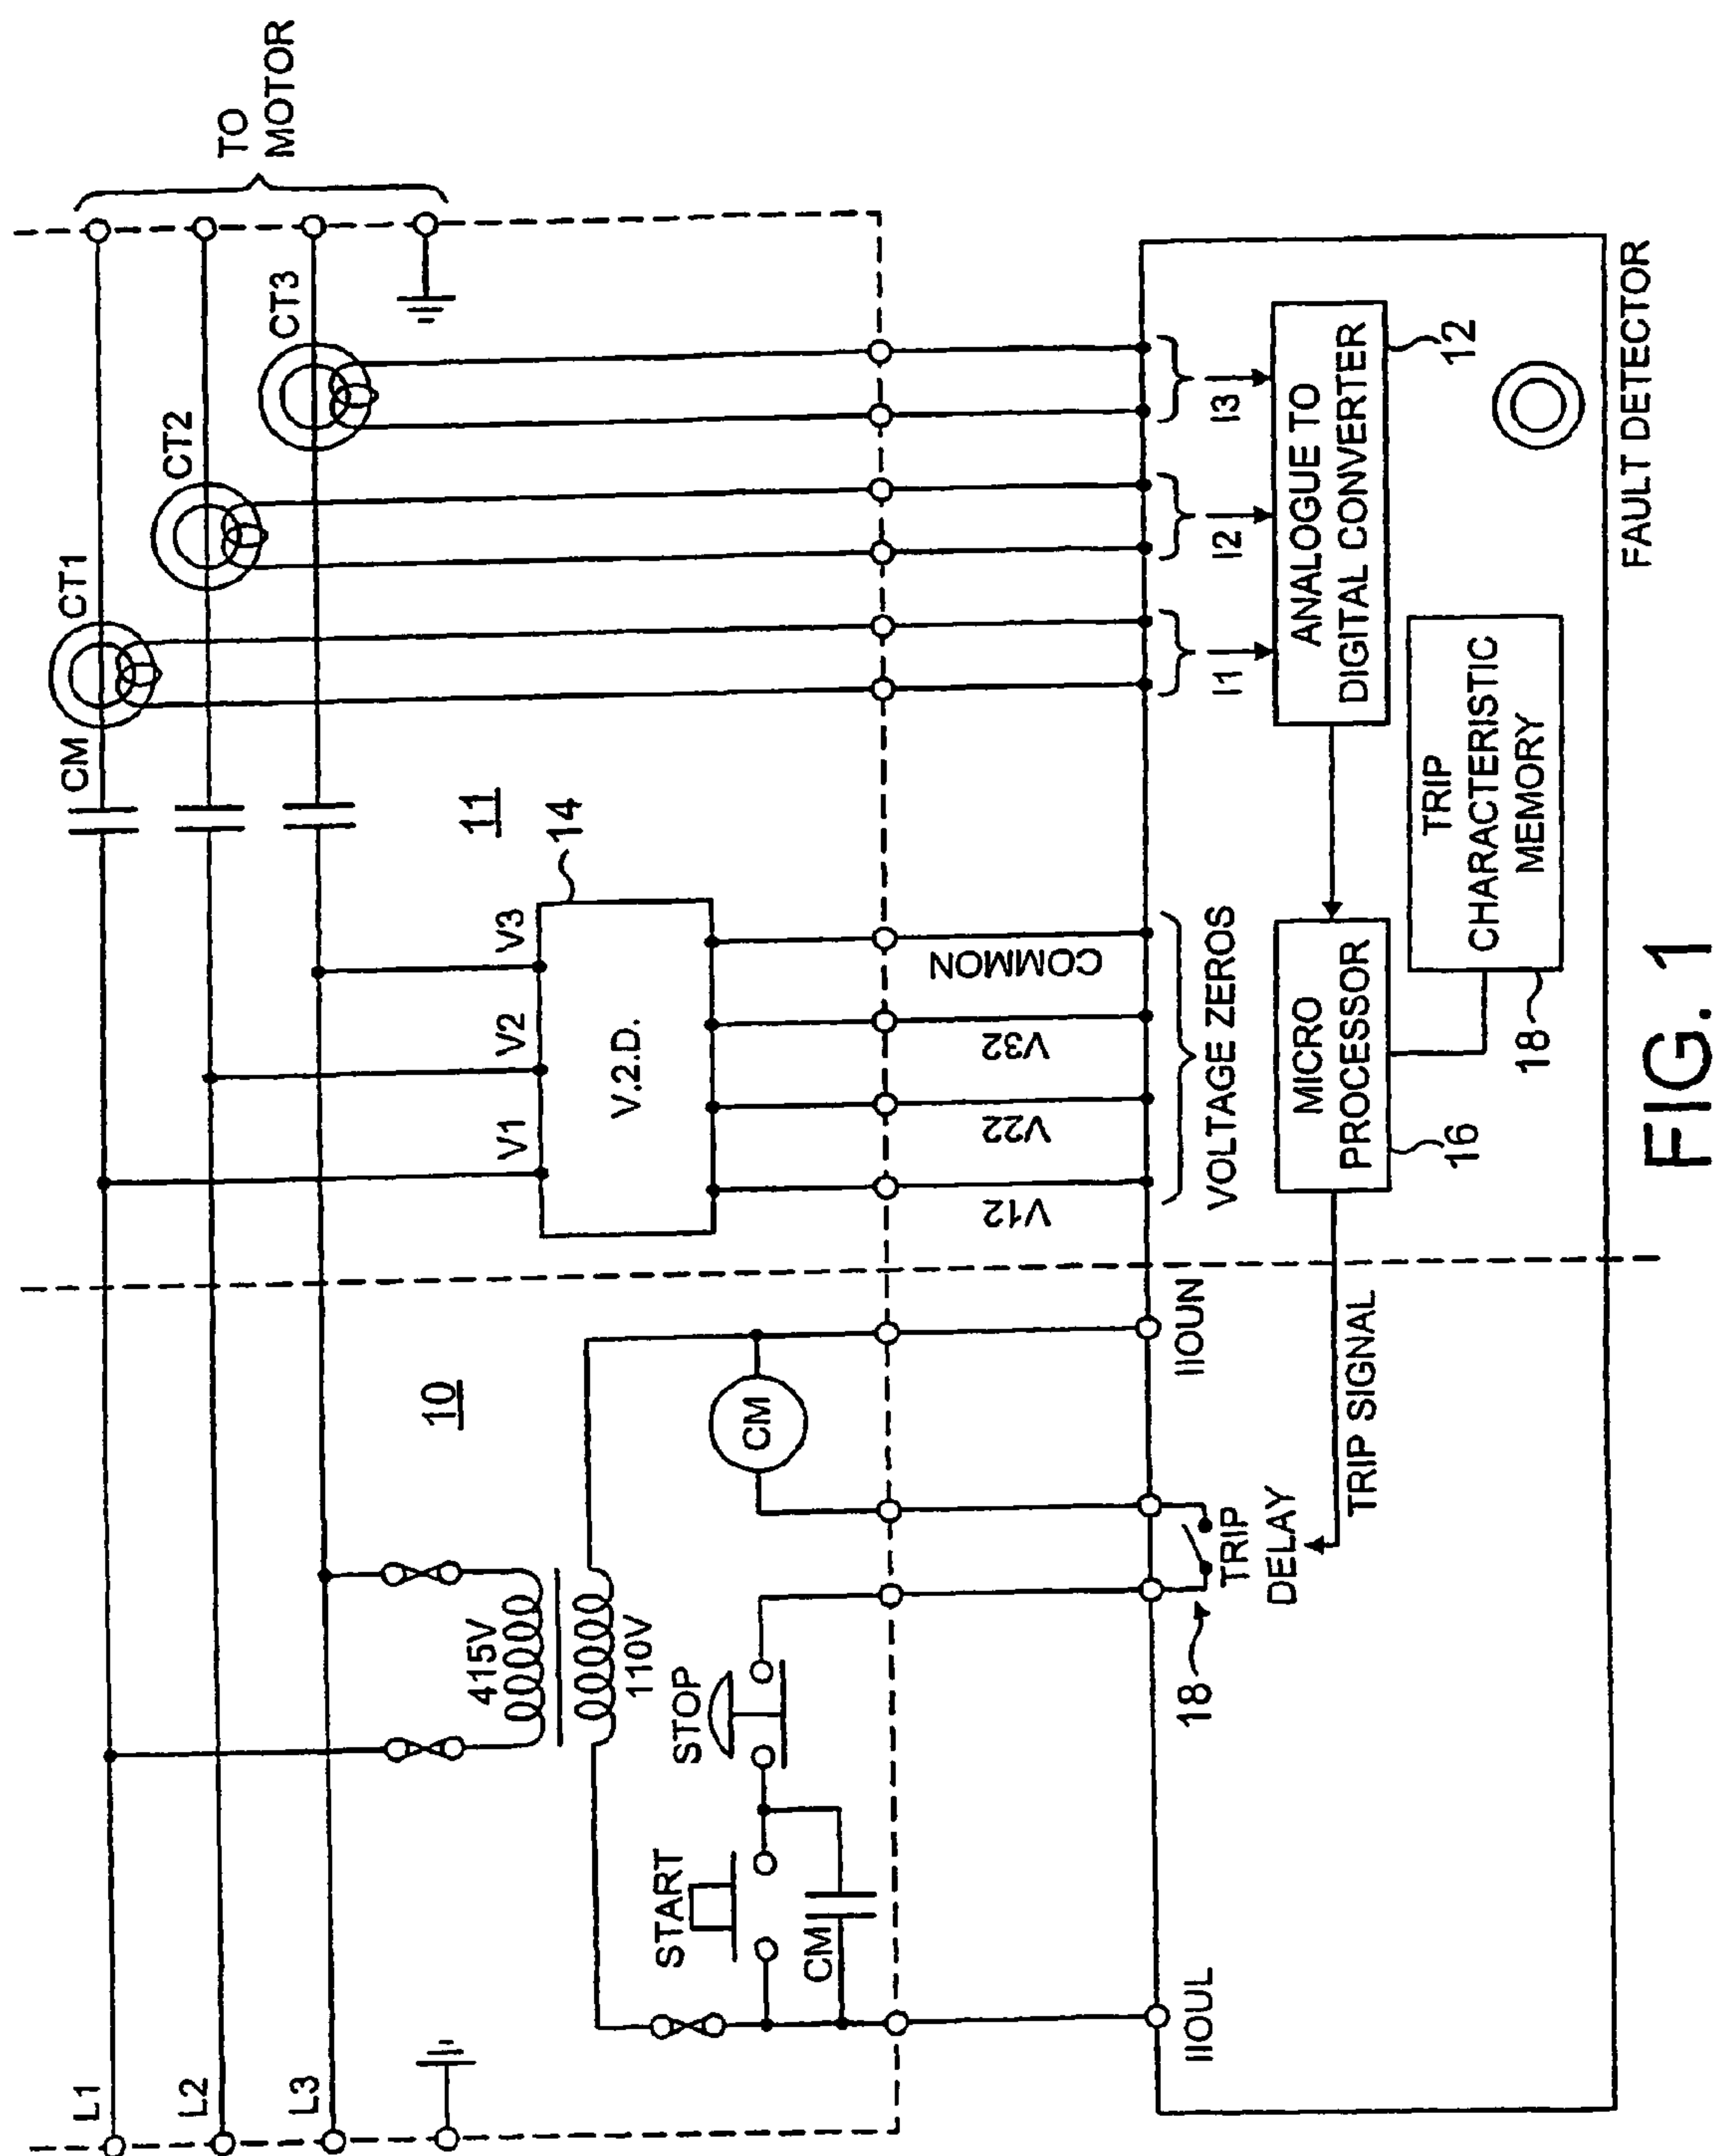 L1
L2
L3
TO
MOTOR
CM
CT1
CT2
CT3
10
11
14
415V
110V
START
STOP
CM
CM
V1
V2
V3
V.2.D.
V12
V22
V32
COMMON
VOLTAGE ZEROS
I1
I2
I3
IIOUL
IIOUN
18
TRIP
DELAY
TRIP SIGNAL
MICRO
PROCESSOR
16
ANALOGUE TO
DIGITAL CONVERTER
12
TRIP
CHARACTERISTIC
MEMORY
18
FAULT DETECTOR
FIG. 1